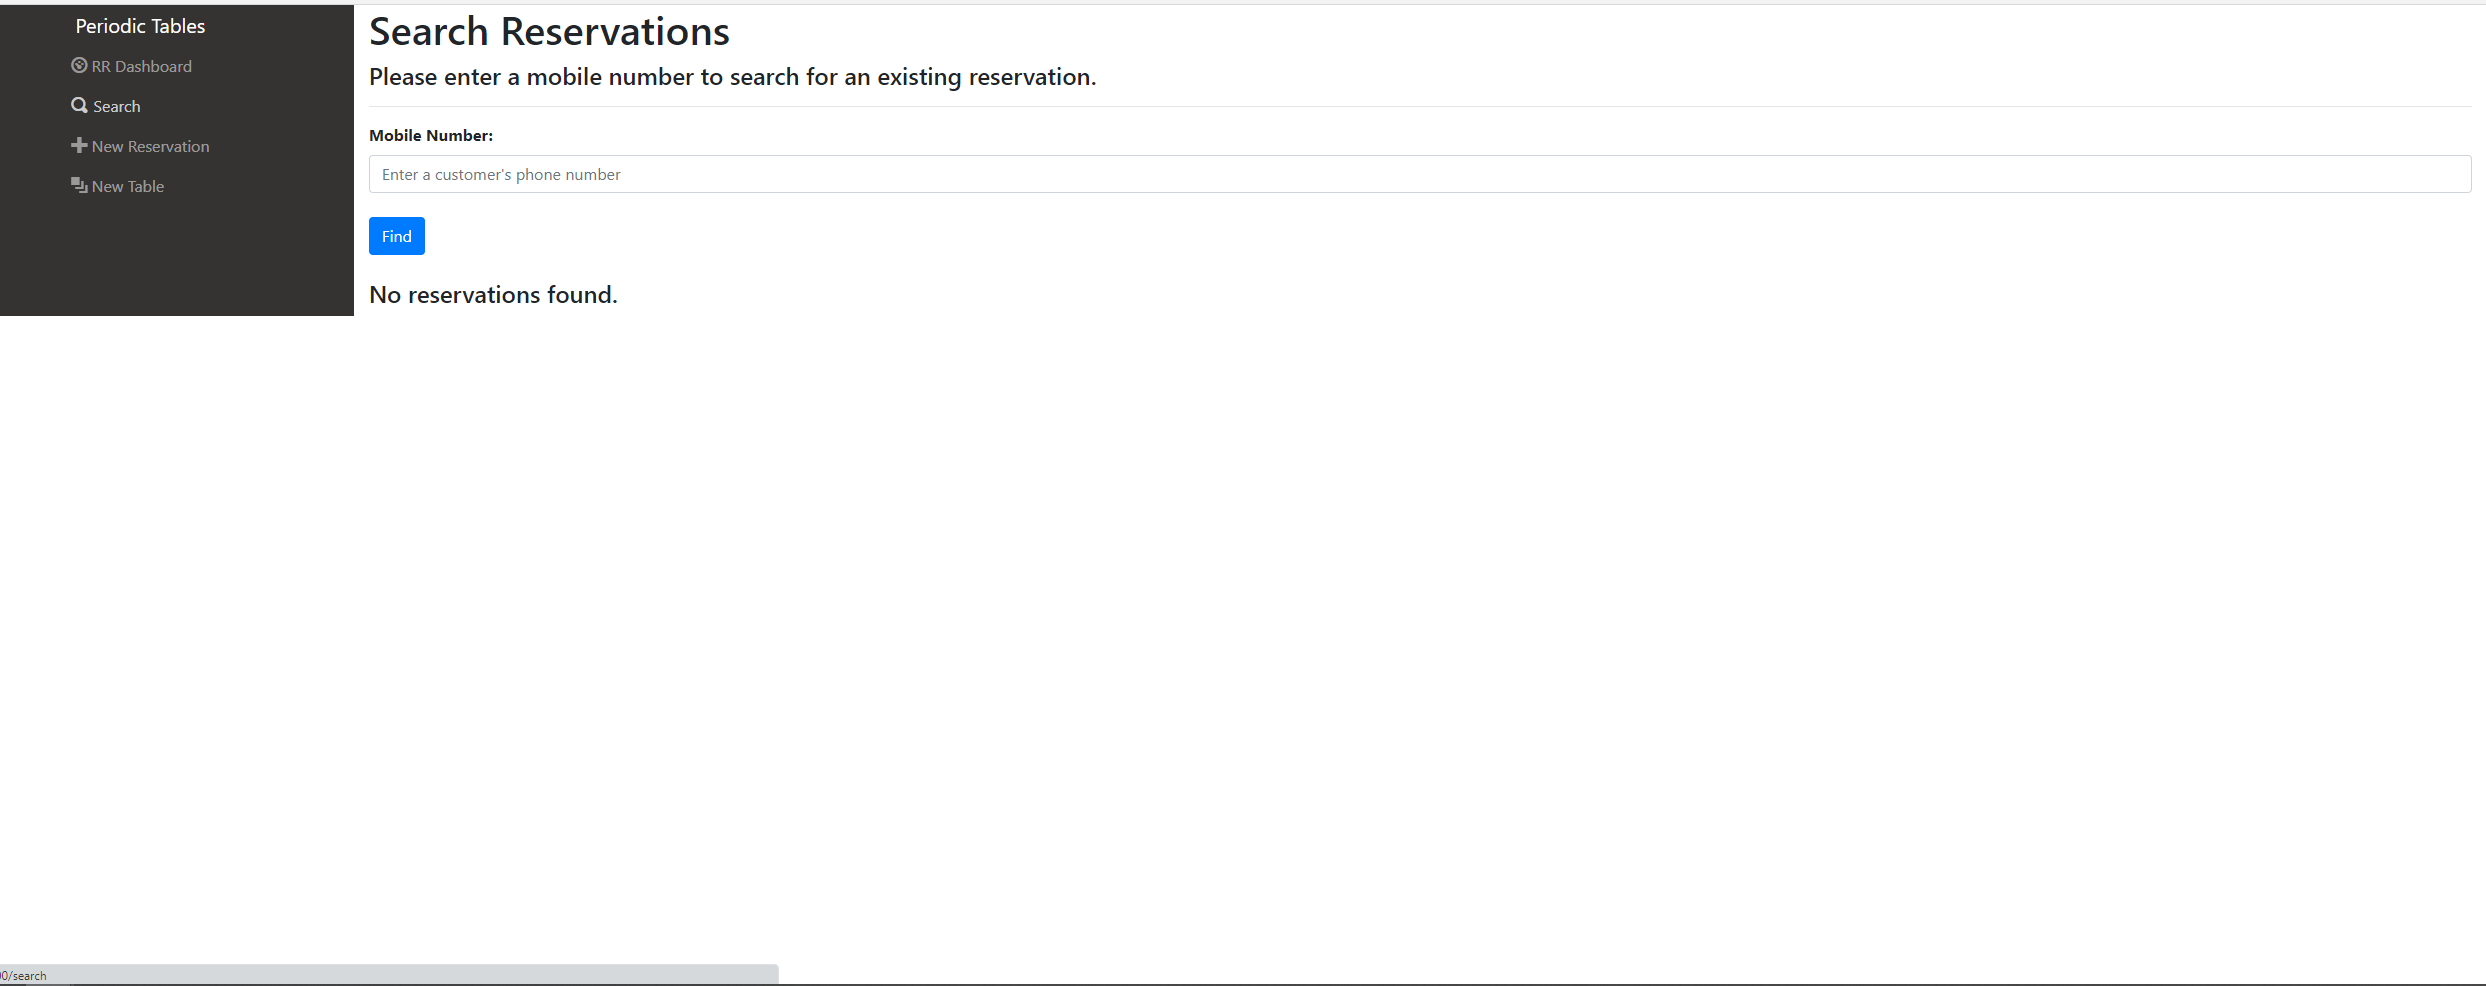 Periodic Tables
RR Dashboard
Search
New Reservation
New Table
Search Reservations
Please enter a mobile number to search for an existing reservation.
Mobile Number:
Enter a customer's phone number
Find
No reservations found.
0/search